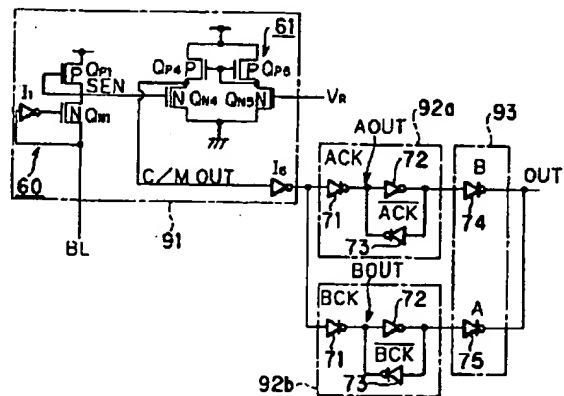 61
P QP4
P QP6
P QP1
SEN
I1
N QN1
N QN4
QN5 N
VR
60
C/M OUT
I6
91
BL
92a
93
AOUT
ACK
72
B
OUT
71
ACK
73
74
BOUT
BCK
72
A
71
BCK
73
75
92b